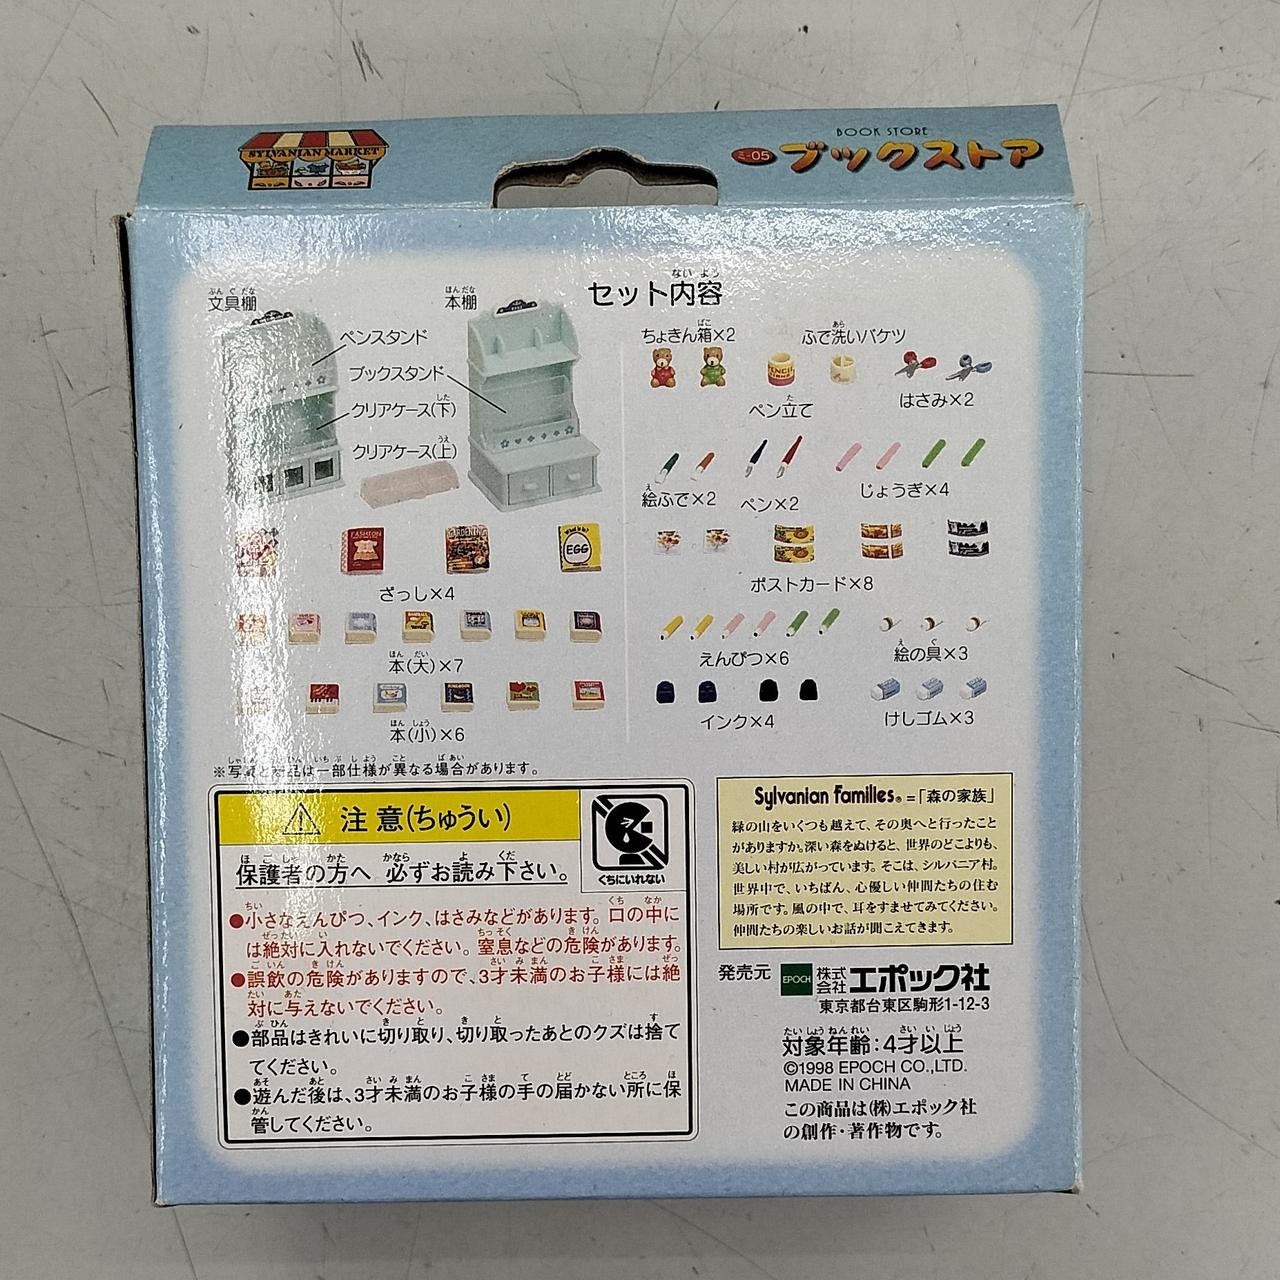 SYLVANIAN MARKET
BOOK STORE
ミ-05 ブックストア
セット内容
文具棚
本棚
ペンスタンド
ブックスタンド
クリアケース(下)
クリアケース(上)
FASHION
What is in?
EGG
ざっし×4
本(大)×7
本(小)×6
ちょきん箱×2
ふで洗いバケツ
PENCIL
ペン立て
はさみ×2
絵ふで×2
ペン×2
じょうぎ×4
ポストカード×8
えんぴつ×6
絵の具×3
インク×4
けしゴム×3
※写真と商品は一部仕様が異なる場合があります。
注意(ちゅうい)
保護者の方へ 必ずお読み下さい。
くちにいれない
●小さなえんぴつ、インク、はさみなどがあります。口の中に
は絶対に入れないでください。窒息などの危険があります。
●誤飲の危険がありますので、3才未満のお子様には絶
対に与えないでください。
●部品はきれいに切り取り、切り取ったあとのクズは捨て
てください。
●遊んだ後は、3才未満のお子様の手の届かない所に保
管してください。
Sylvanian Families® =「森の家族」
緑の山をいくつも越えて、その奥へと行ったこと
がありますか。深い森をぬけると、世界のどこよりも、
美しい村が広がっています。そこは、シルバニア村。
世界中で、いちばん、心優しい仲間たちの住む
場所です。風の中で、耳をすませてみてください。
仲間たちの楽しいお話が聞こえてきます。
発売元 EPOCH 株式会社 エポック社
東京都台東区駒形1-12-3
対象年齢:4才以上
©1998 EPOCH CO.,LTD.
MADE IN CHINA
この商品は(株)エポック社
の創作・著作物です。